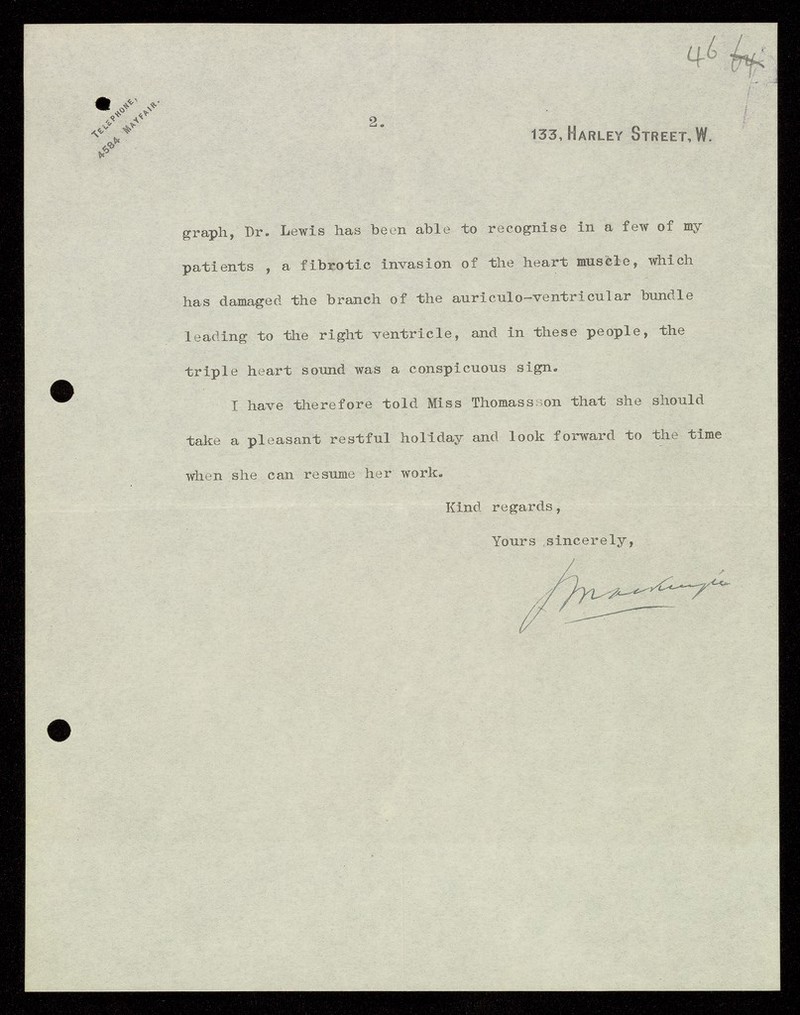 46
TELEPHONE,
4584 MAYFAIR.
2.
133, HARLEY STREET, W.
graph, Dr. Lewis has been able to recognise in a few of my
patients , a fibrotic invasion of the heart muscle, which
has damaged the branch of the auriculo-ventricular bundle
leading to the right ventricle, and in these people, the
triple heart sound was a conspicuous sign.
I have therefore told Miss Thomasson that she should
take a pleasant restful holiday and look forward to the time
when she can resume her work.
Kind regards,
Yours sincerely,
J Mackenzie